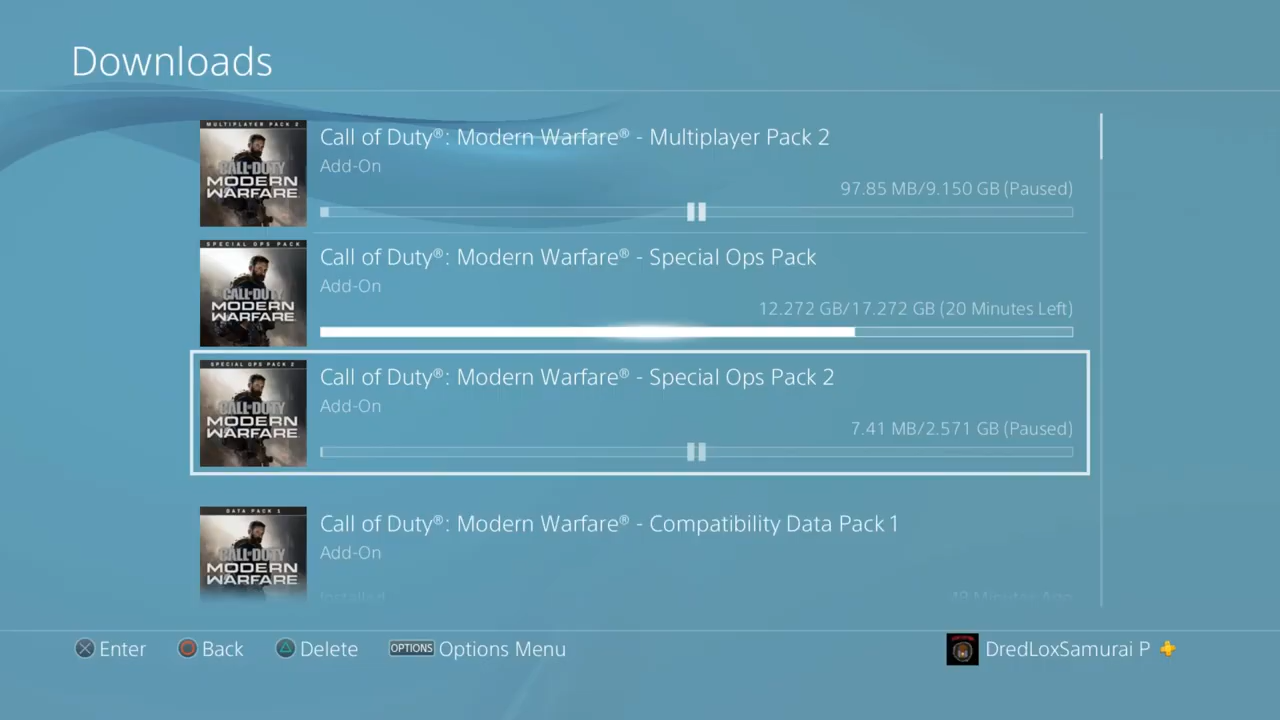 Downloads
MULTIPLAYER PACK 2
CALL OF DUTY
MODERN
WARFARE
Call of Duty®: Modern Warfare® - Multiplayer Pack 2
Add-On
97.85 MB/9.150 GB (Paused)
SPECIAL OPS PACK
CALL OF DUTY
MODERN
WARFARE
Call of Duty®: Modern Warfare® - Special Ops Pack
Add-On
12.272 GB/17.272 GB (20 Minutes Left)
SPECIAL OPS PACK 2
CALL OF DUTY
MODERN
WARFARE
Call of Duty®: Modern Warfare® - Special Ops Pack 2
Add-On
7.41 MB/2.571 GB (Paused)
DATA PACK 1
CALL OF DUTY
MODERN
WARFARE
Call of Duty®: Modern Warfare® - Compatibility Data Pack 1
Add-On
Installed
48 Minutes Ago
Enter
Back
Delete
OPTIONS Options Menu
DredLoxSamurai P